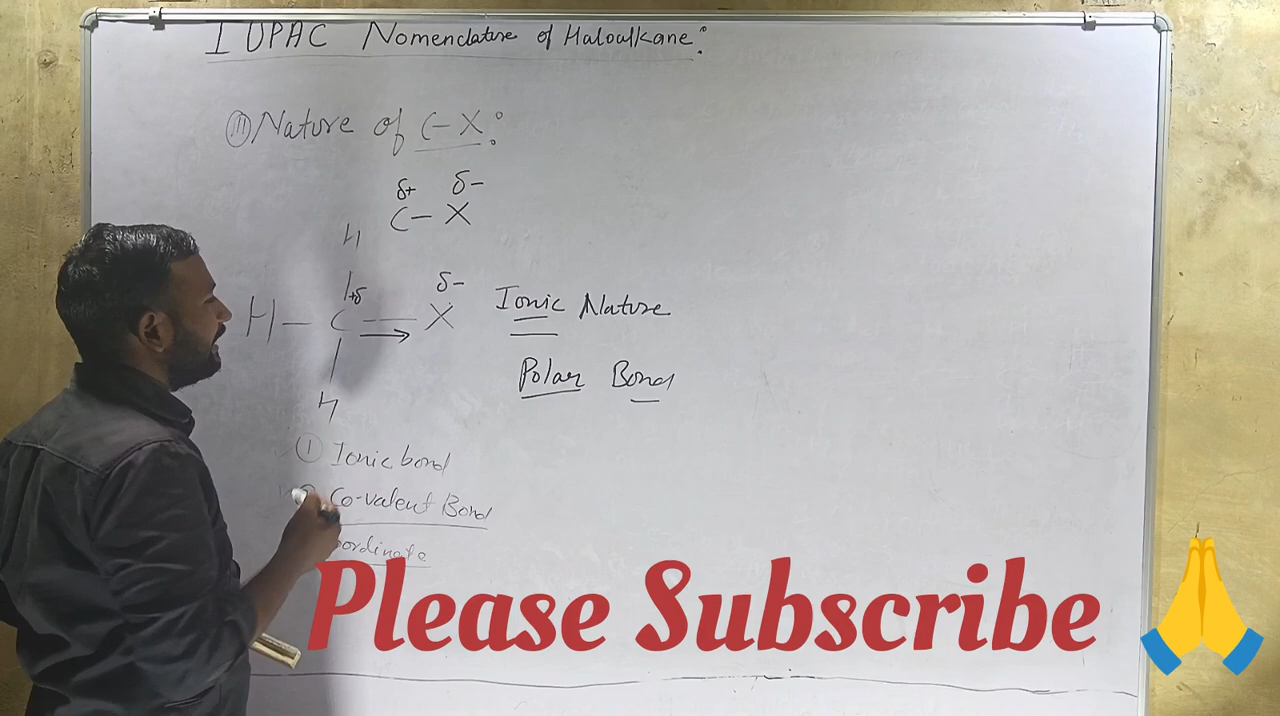 IUPAC Nomenclature of Haloalkane:
(III) Nature of C-X:
δ+ δ-
C-X
H
+δ δ-
H-C-X
H
Ionic Nature
Polar Bond
① Ionic bond
② Co-valent Bond
Please Subscribe 🙏